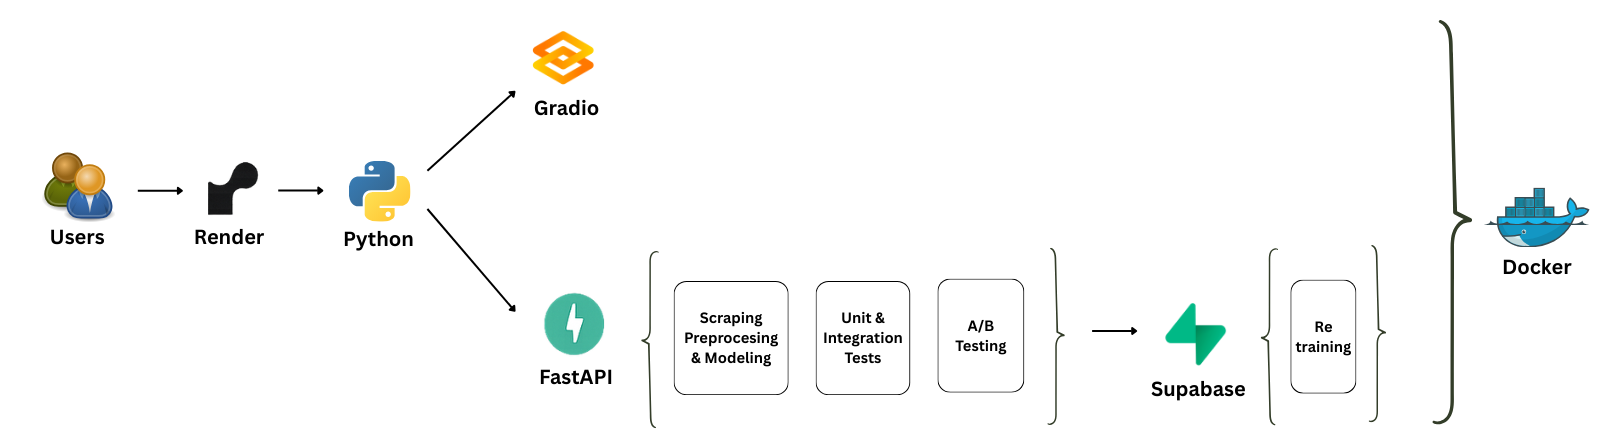 Gradio
Users
Render
Python
Docker
FastAPI
Scraping
Preprocesing
& Modeling
Unit &
Integration
Tests
A/B
Testing
Supabase
Re
training